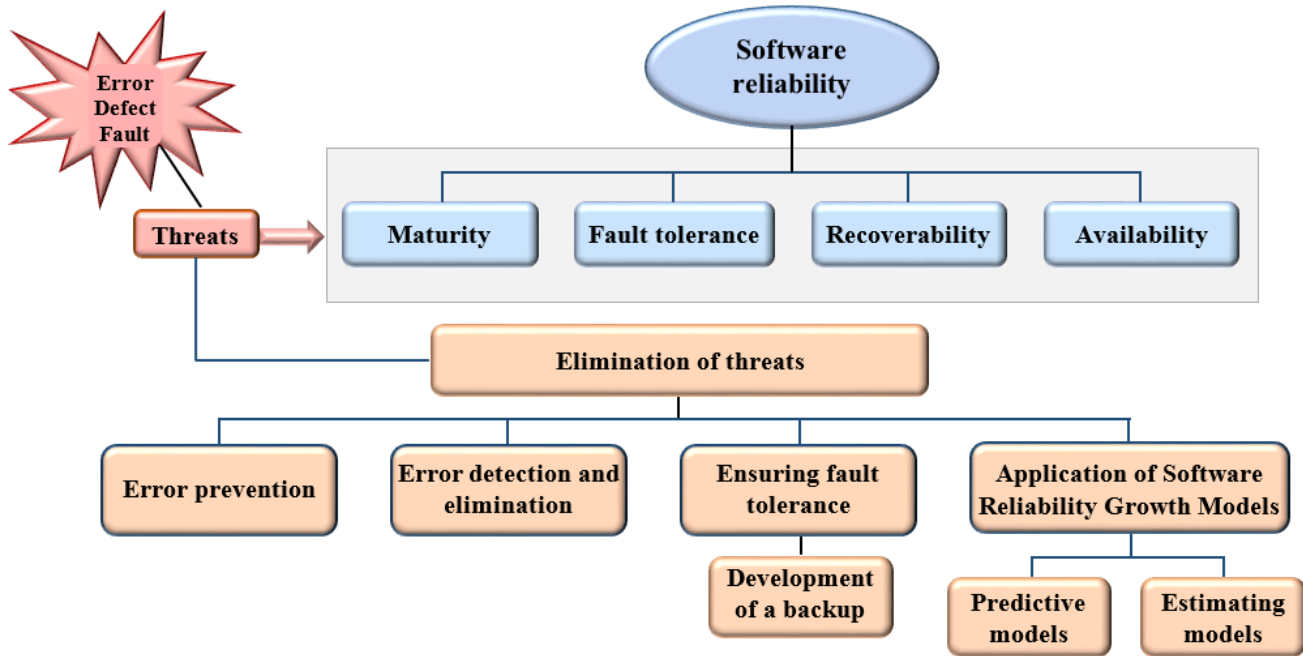 Error
Defect
Fault
Software
reliability
Threats
Maturity
Fault tolerance
Recoverability
Availability
Elimination of threats
Error prevention
Error detection and
elimination
Ensuring fault
tolerance
Application of Software
Reliability Growth Models
Development
of a backup
Predictive
models
Estimating
models